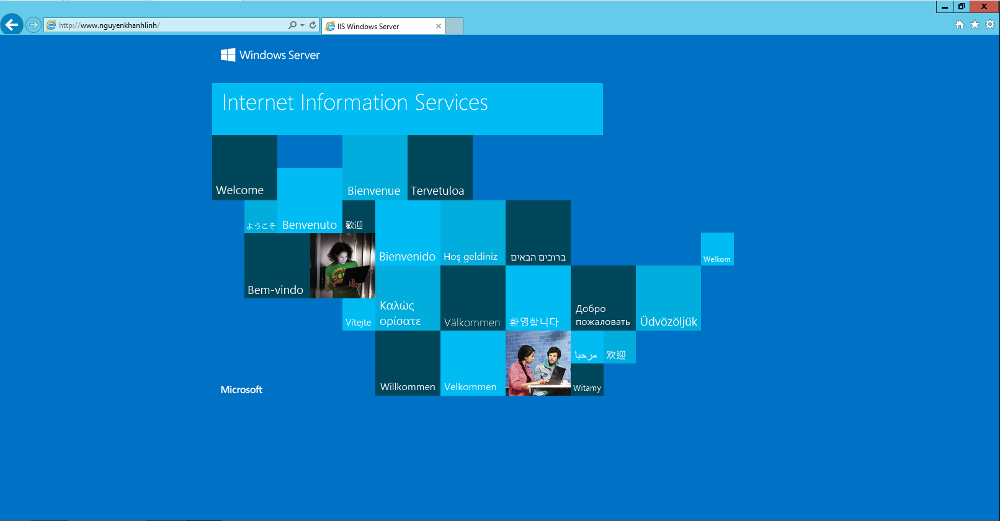 http://www.nguyenkhanhlinh/
IIS Windows Server
Windows Server
Internet Information Services
Welcome
Bienvenue
Tervetuloa
ようこそ
Benvenuto
歡迎
Bienvenido
Hoş geldiniz
ברוכים הבאים
Welkom
Bem-vindo
Vítejte
Καλώς
ορίσατε
Välkommen
환영합니다
Добро
пожаловать
Üdvözöljük
مرحبا
欢迎
Willkommen
Velkommen
Witamy
Microsoft